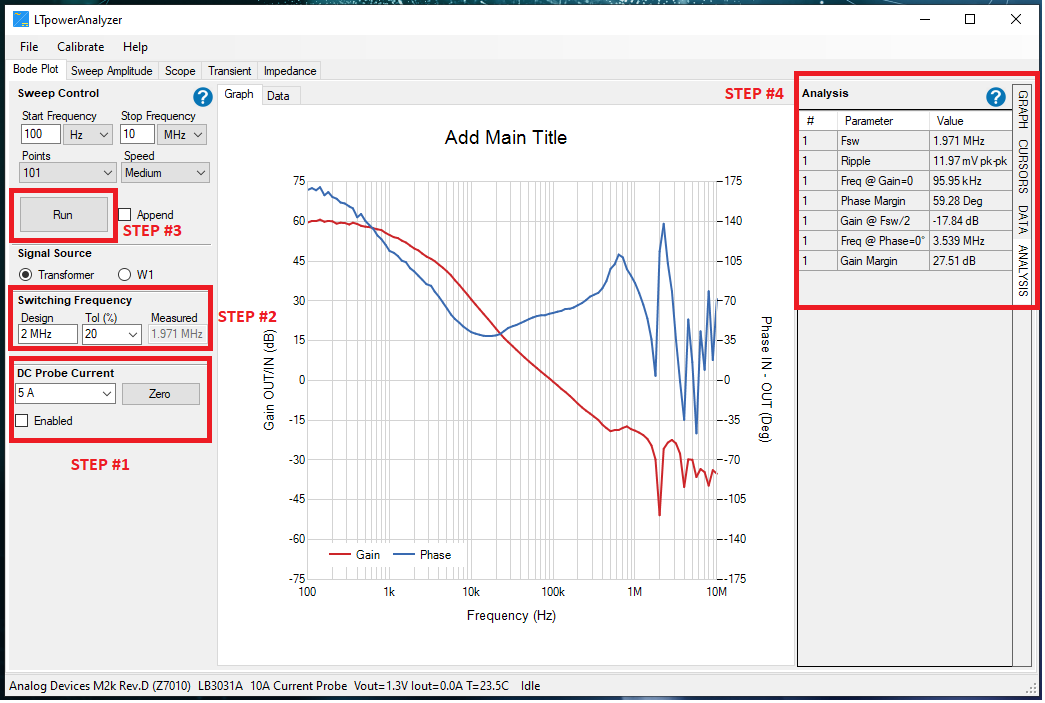 LTpowerAnalyzer
File Calibrate Help
Bode Plot Sweep Amplitude Scope Transient Impedance
Sweep Control
Start Frequency Stop Frequency
100 Hz 10 MHz
Points Speed
101 Medium
Run Append
STEP #3
Signal Source
Transformer W1
Switching Frequency
Design Tol (%) Measured
2 MHz 20 1.971 MHz
STEP #2
DC Probe Current
5 A Zero
Enabled
STEP #1
Graph Data
Add Main Title
Gain OUT/IN (dB)
75
60
45
30
15
0
-15
-30
-45
-60
-75
175
140
105
70
35
0
-35
-70
-105
-140
-175
Phase IN - OUT (Deg)
Gain Phase
100 1k 10k 100k 1M 10M
Frequency (Hz)
STEP #4
Analysis
# Parameter Value
1 Fsw 1.971 MHz
1 Ripple 11.97 mV pk-pk
1 Freq @ Gain=0 95.95 kHz
1 Phase Margin 59.28 Deg
1 Gain @ Fsw/2 -17.84 dB
1 Freq @ Phase=0° 3.539 MHz
1 Gain Margin 27.51 dB
GRAPH CURSORS DATA ANALYSIS
Analog Devices M2k Rev.D (Z7010) LB3031A 10A Current Probe Vout=1.3V Iout=0.0A T=23.5C Idle